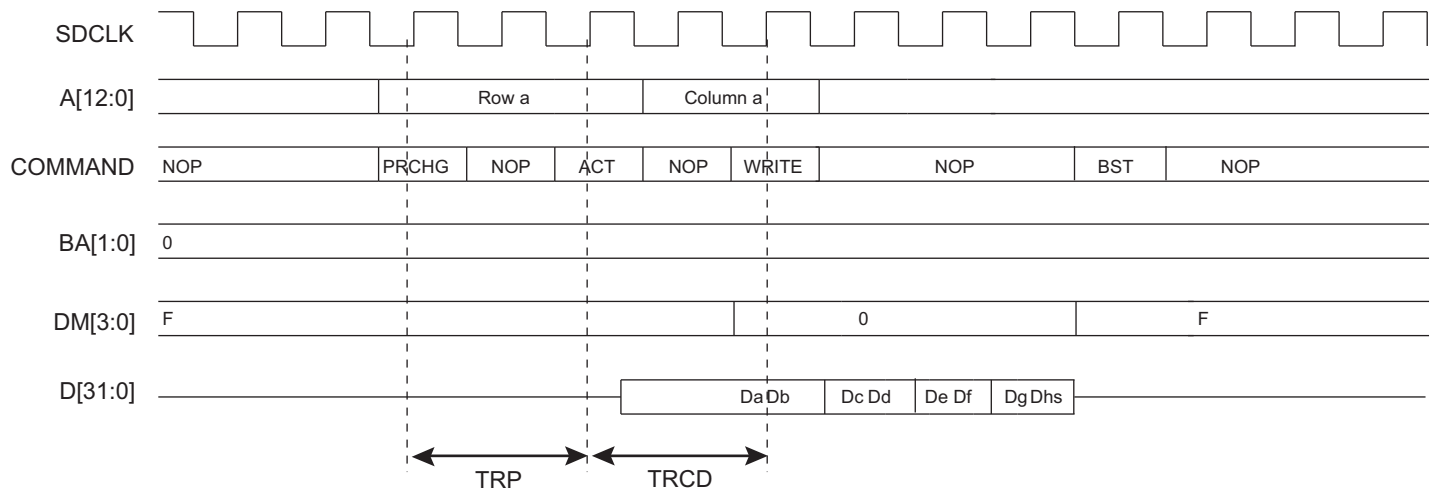 SDCLK
A[12:0] Row a Column a
COMMAND NOP PRCHG NOP ACT NOP WRITE NOP BST NOP
BA[1:0] 0
DM[3:0] F 0 F
D[31:0] Da Db Dc Dd De Df Dg Dhs
TRP TRCD